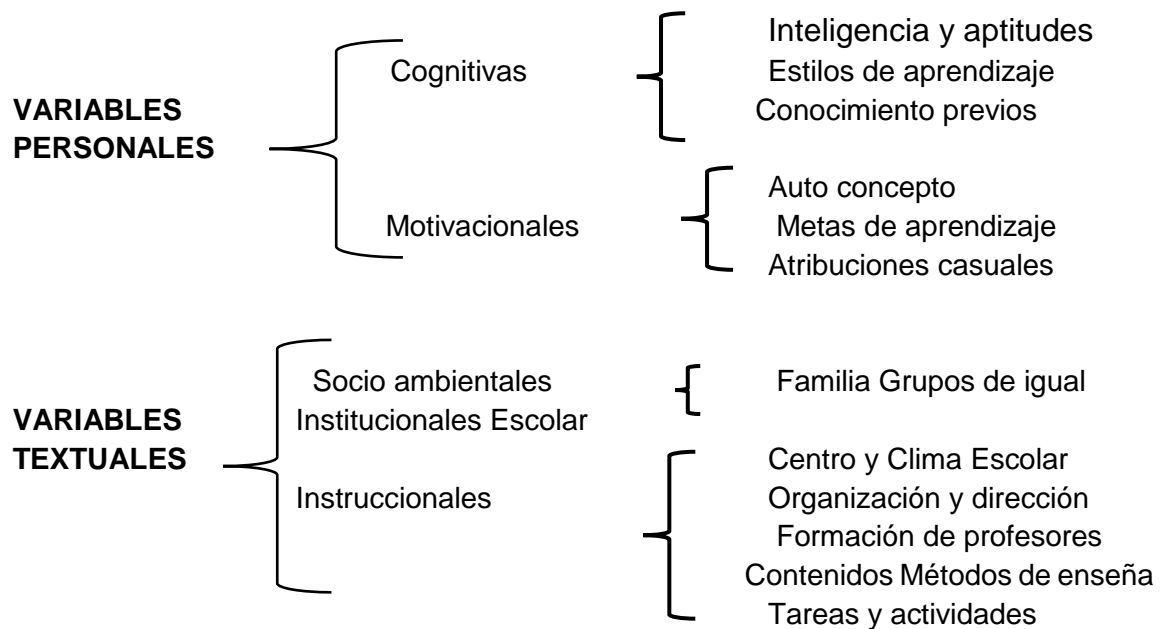 VARIABLES
PERSONALES
Cognitivas
Inteligencia y aptitudes
Estilos de aprendizaje
Conocimiento previos
Motivacionales
Auto concepto
Metas de aprendizaje
Atribuciones casuales
VARIABLES
TEXTUALES
Socio ambientales
Institucionales Escolar
Familia Grupos de igual
Instruccionales
Centro y Clima Escolar
Organización y dirección
Formación de profesores
Contenidos Métodos de enseña
Tareas y actividades